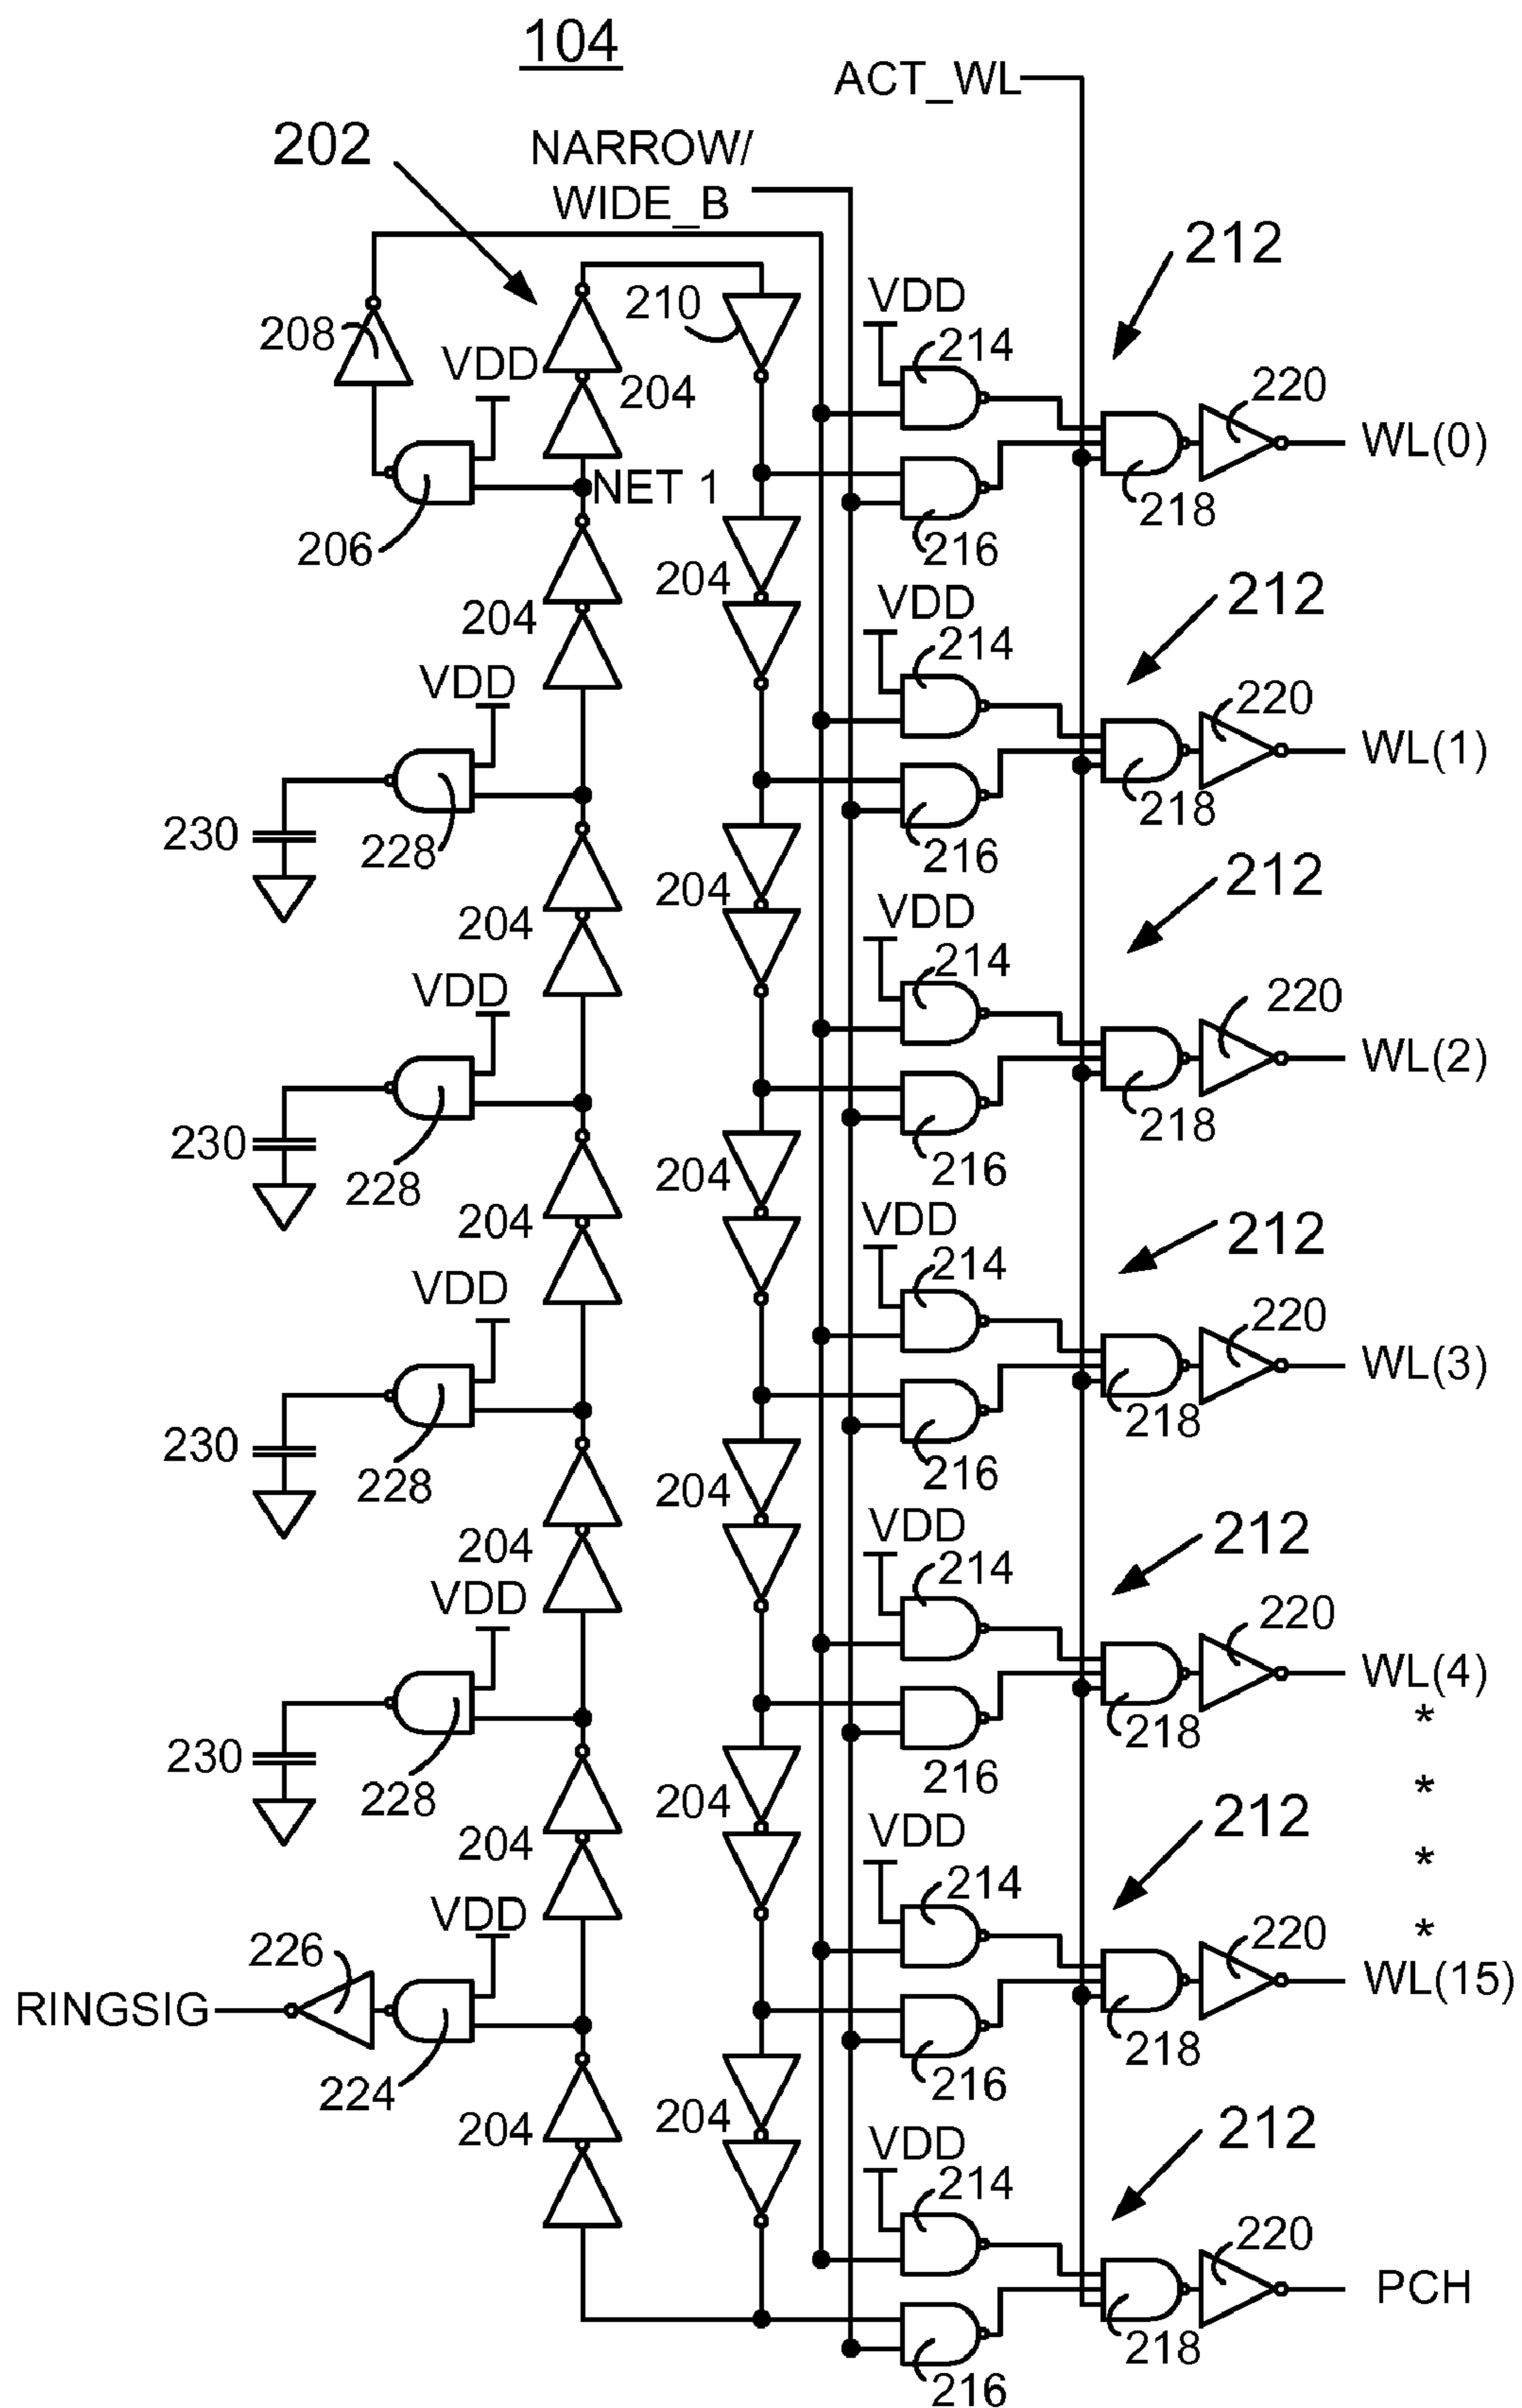 104
ACT_WL
202
NARROW/
WIDE_B
212
208
VDD
210
VDD
214
204
220
WL(0)
NET 1
206
218
216
204
204
VDD
212
214
220
VDD
WL(1)
230
228
218
216
204
204
VDD
212
214
220
VDD
WL(2)
230
228
218
216
204
204
VDD
212
214
220
VDD
WL(3)
230
228
218
216
204
204
VDD
212
214
220
VDD
WL(4)
*
230
228
218
216
*
204
204
VDD
212
*
214
220
*
VDD
226
RINGSIG
WL(15)
224
218
216
204
204
VDD
212
214
220
PCH
218
216